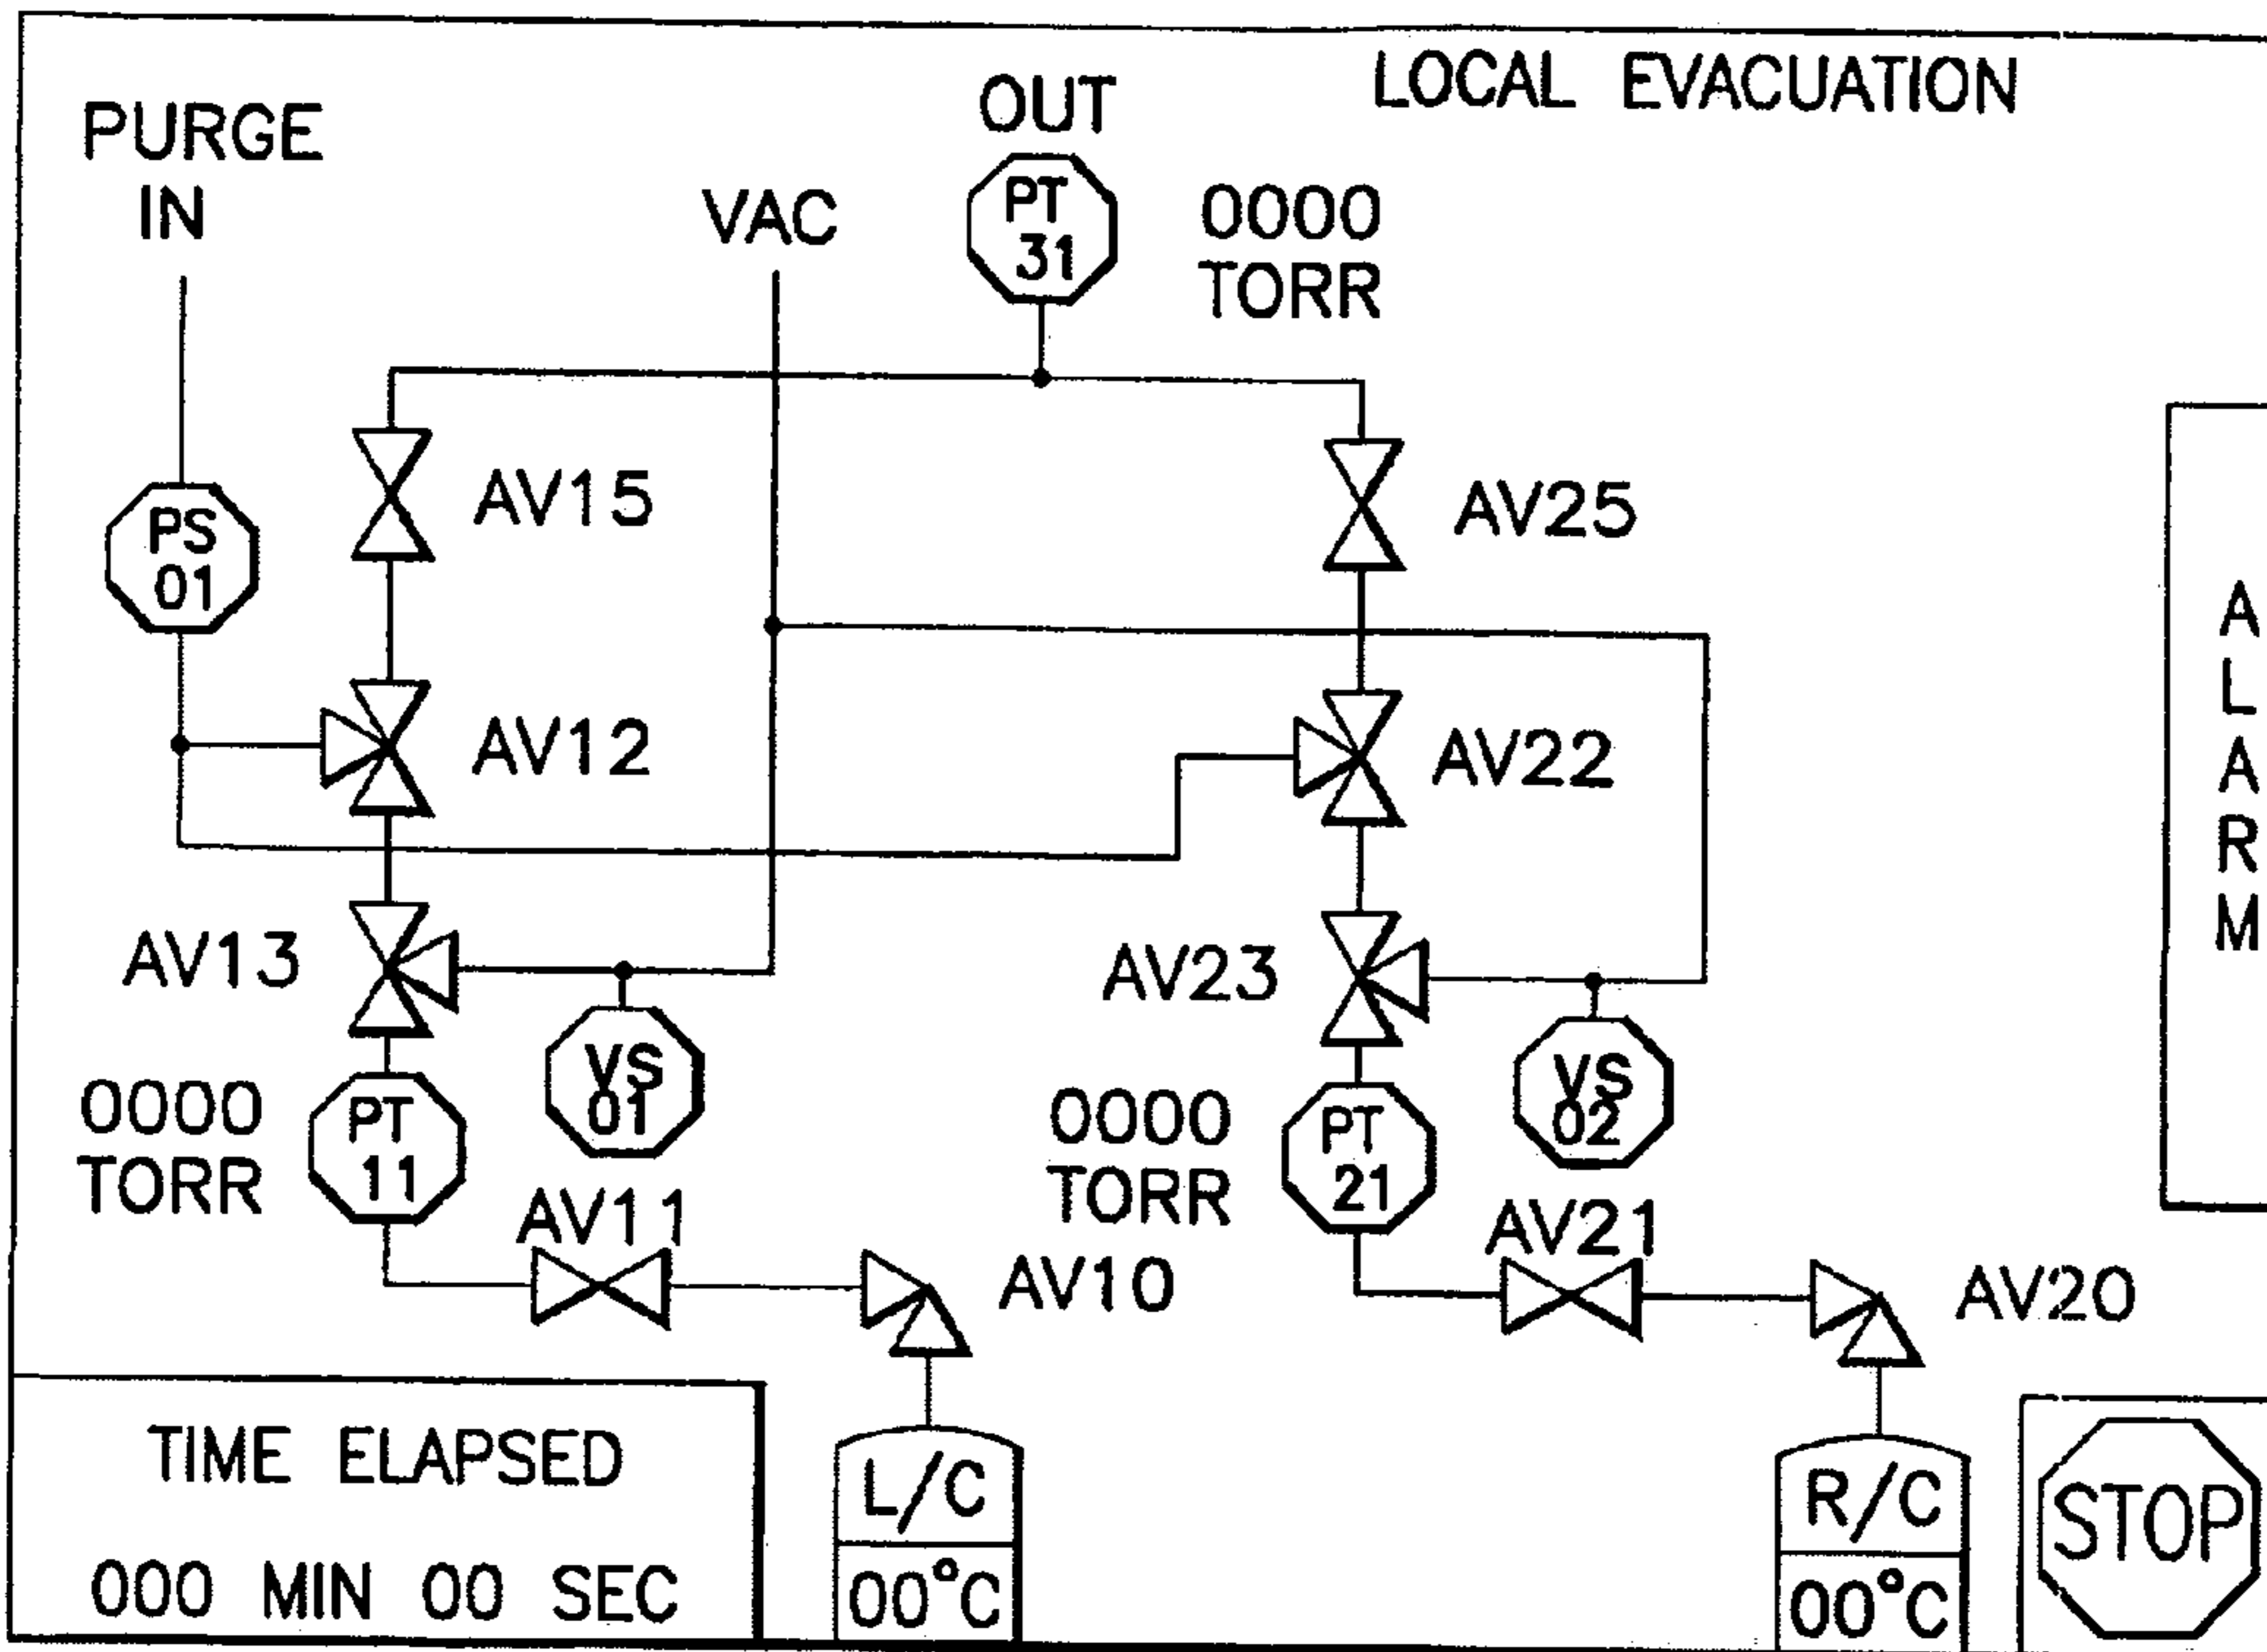 LOCAL EVACUATION
PURGE
IN
VAC
OUT
PT
31
0000
TORR
PS
01
AV15
AV25
AV12
AV22
AV13
AV23
VS
01
VS
02
0000
TORR
PT
11
0000
TORR
PT
21
AV11
AV10
AV21
AV20
A
L
A
R
M
TIME ELAPSED
000 MIN 00 SEC
L/C
00°C
R/C
00°C
STOP